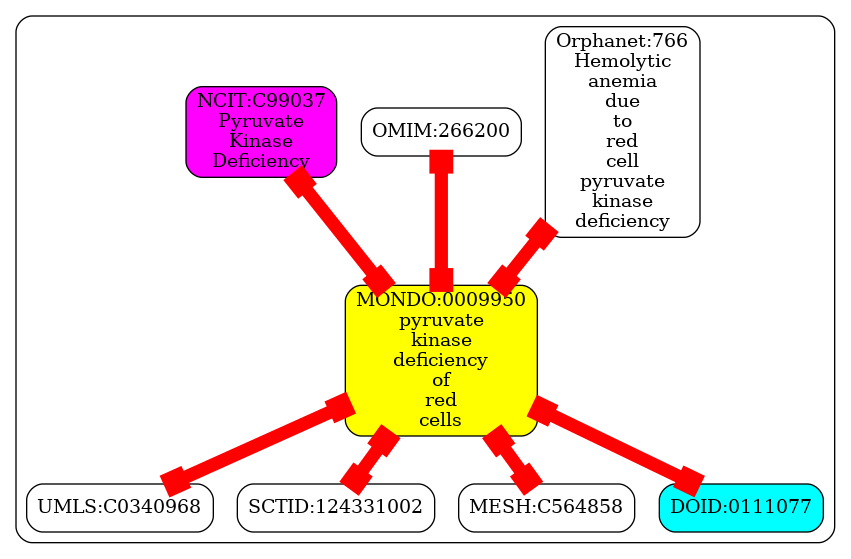 NCIT:C99037
Pyruvate
Kinase
Deficiency
OMIM:266200
Orphanet:766
Hemolytic
anemia
due
to
red
cell
pyruvate
kinase
deficiency
MONDO:0009950
pyruvate
kinase
deficiency
of
red
cells
UMLS:C0340968
SCTID:124331002
MESH:C564858
DOID:0111077